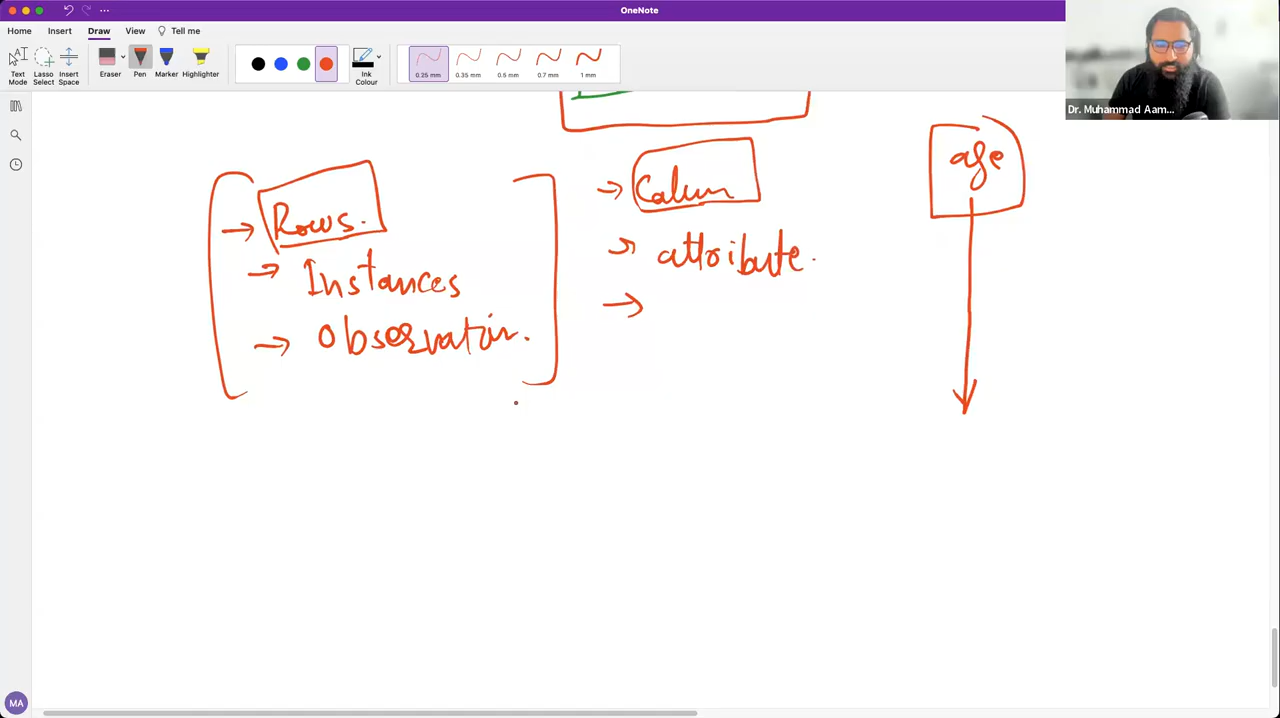 OneNote
Home Insert Draw View Tell me
Text Mode
Lasso Select
Insert Space
Eraser
Pen
Marker
Highlighter
Ink Colour
0.25 mm
0.35 mm
0.5 mm
0.7 mm
1 mm
Dr. Muhammad Aam...
age
→ Rows.
→ Instances
→ Observation.
→ Calum
→ attribute.
→
MA